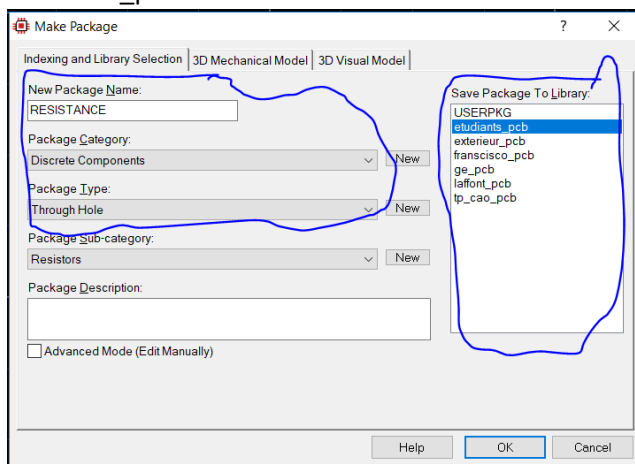 _p
Make Package
? ×
Indexing and Library Selection 3D Mechanical Model 3D Visual Model
New Package Name:
RESISTANCE
Package Category:
Discrete Components
New
Package Type:
Through Hole
New
Package Sub-category:
Resistors
New
Package Description:
Advanced Mode (Edit Manually)
Save Package To Library:
USERPKG
etudiants_pcb
exterieur_pcb
franscisco_pcb
ge_pcb
laffont_pcb
tp_cao_pcb
Help OK Cancel